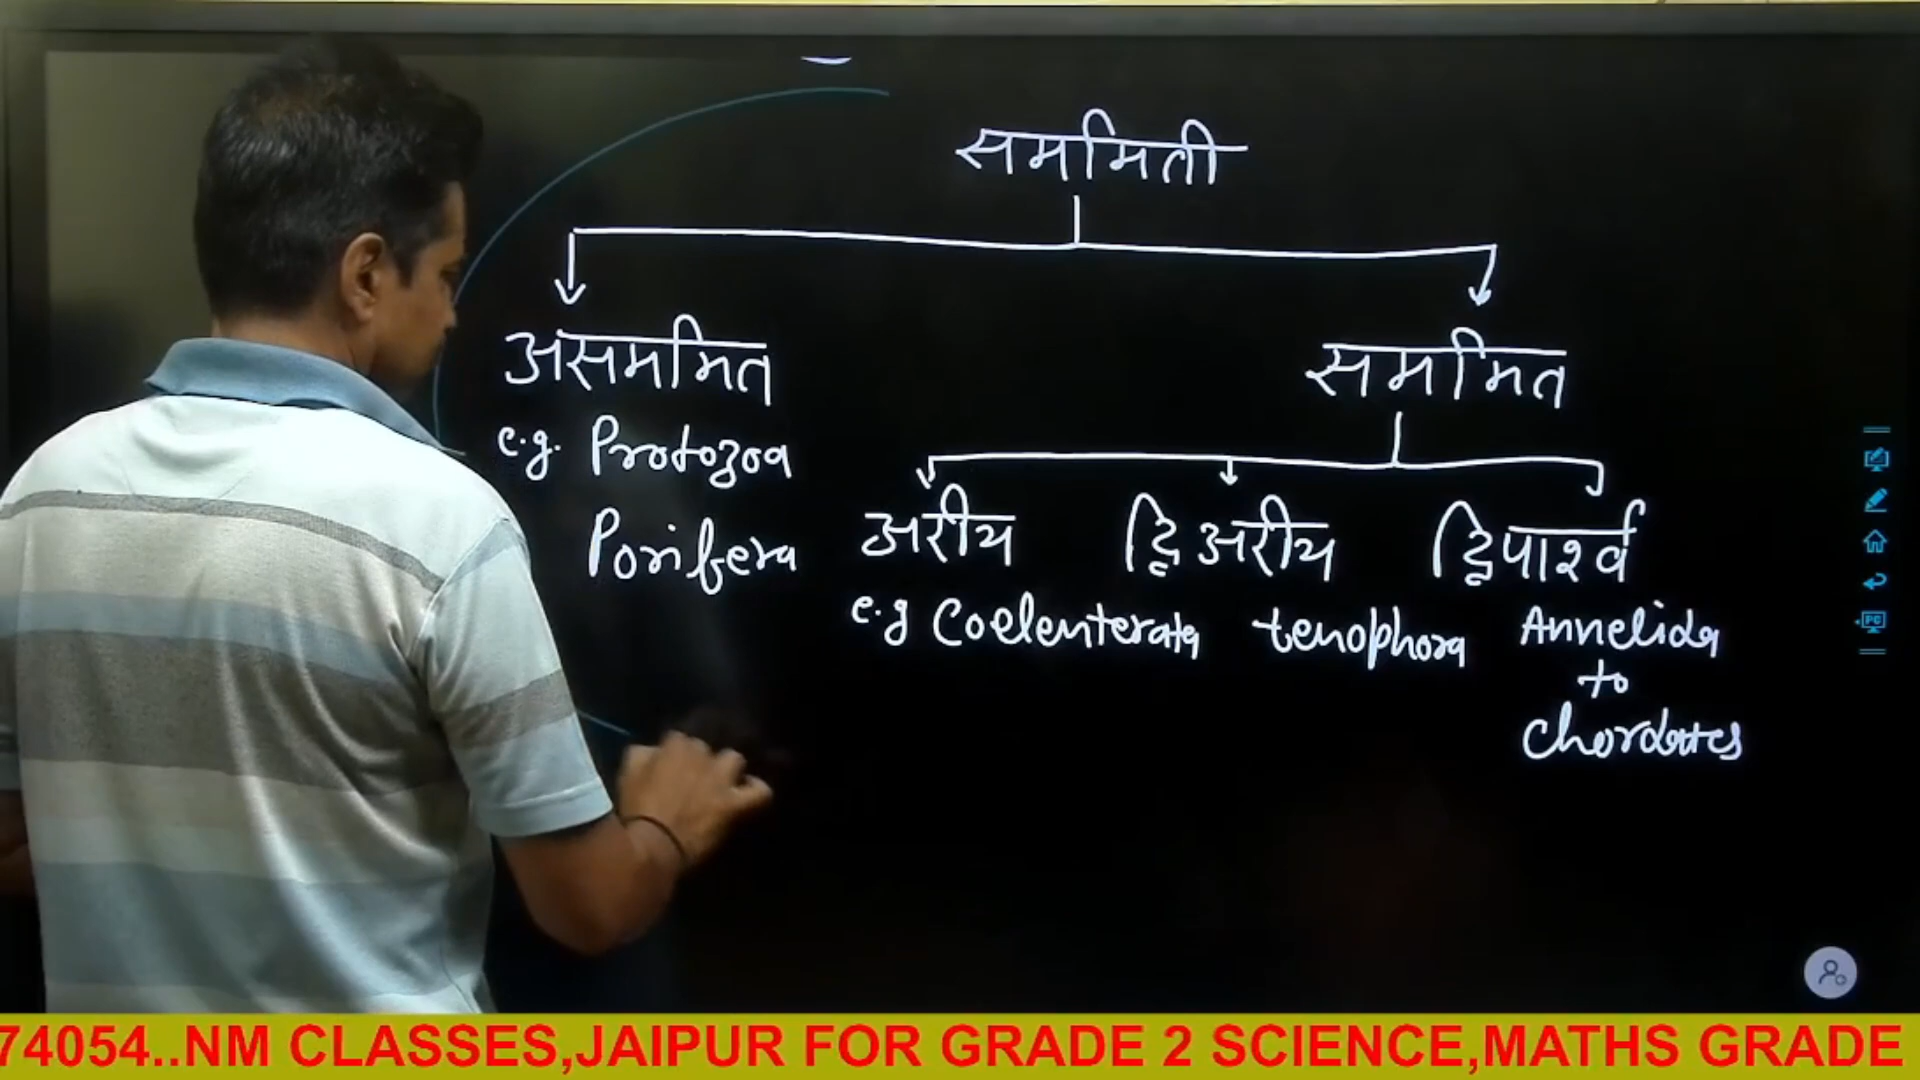 सममिती
असममित
सममित
e.g. Protozoa
Porifera
अरीय द्विअरीय द्विपार्श्व
e.g Coelenterata tenophora Annelida
to
Chordates
PC
74054..NM CLASSES,JAIPUR FOR GRADE 2 SCIENCE,MATHS GRADE